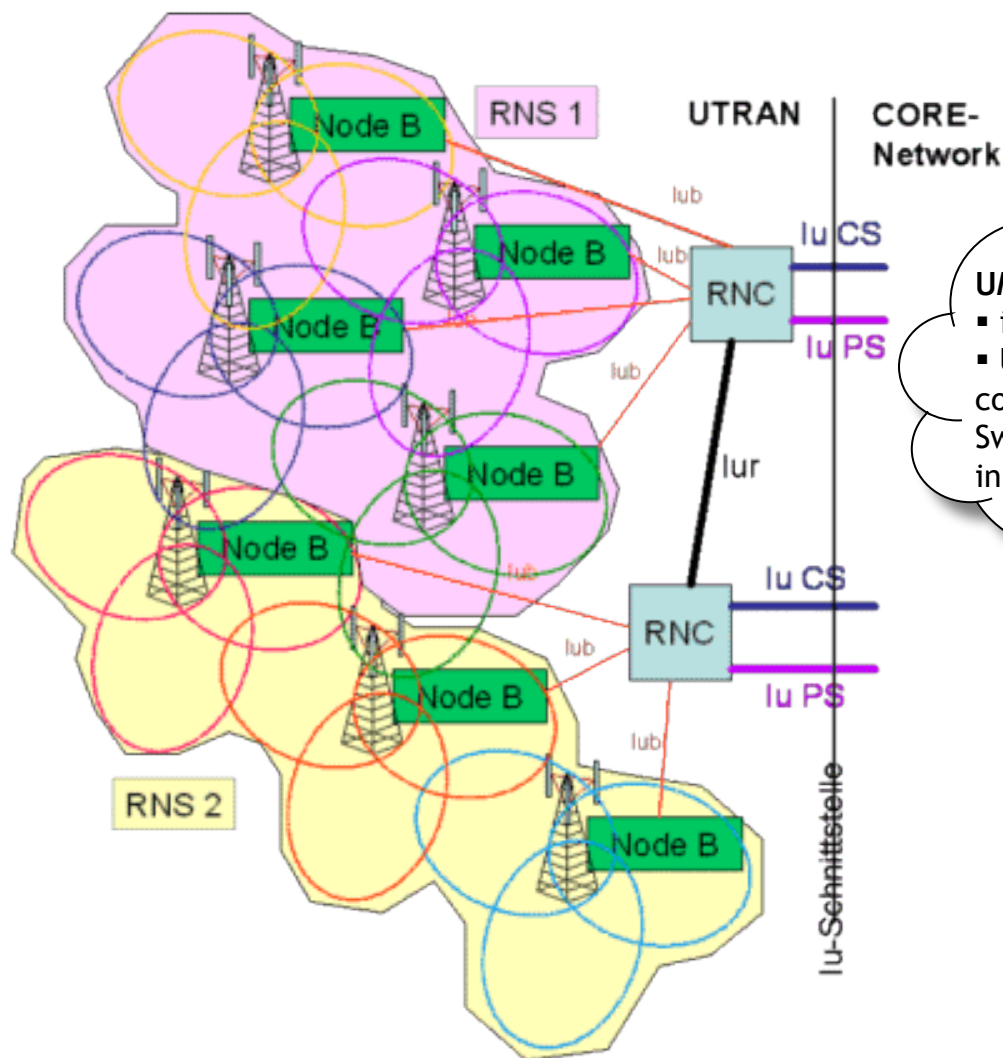 Node B
RNS 1
UTRAN
CORE-
Network
Iub
Node B
Iub
RNC
Iu CS
Iu PS
Node B
Iub
Node B
Iur
Node B
Iub
RNC
Iu CS
Iu PS
Iub
Node B
Iub
RNS 2
Node B
Iu-Schnittstelle